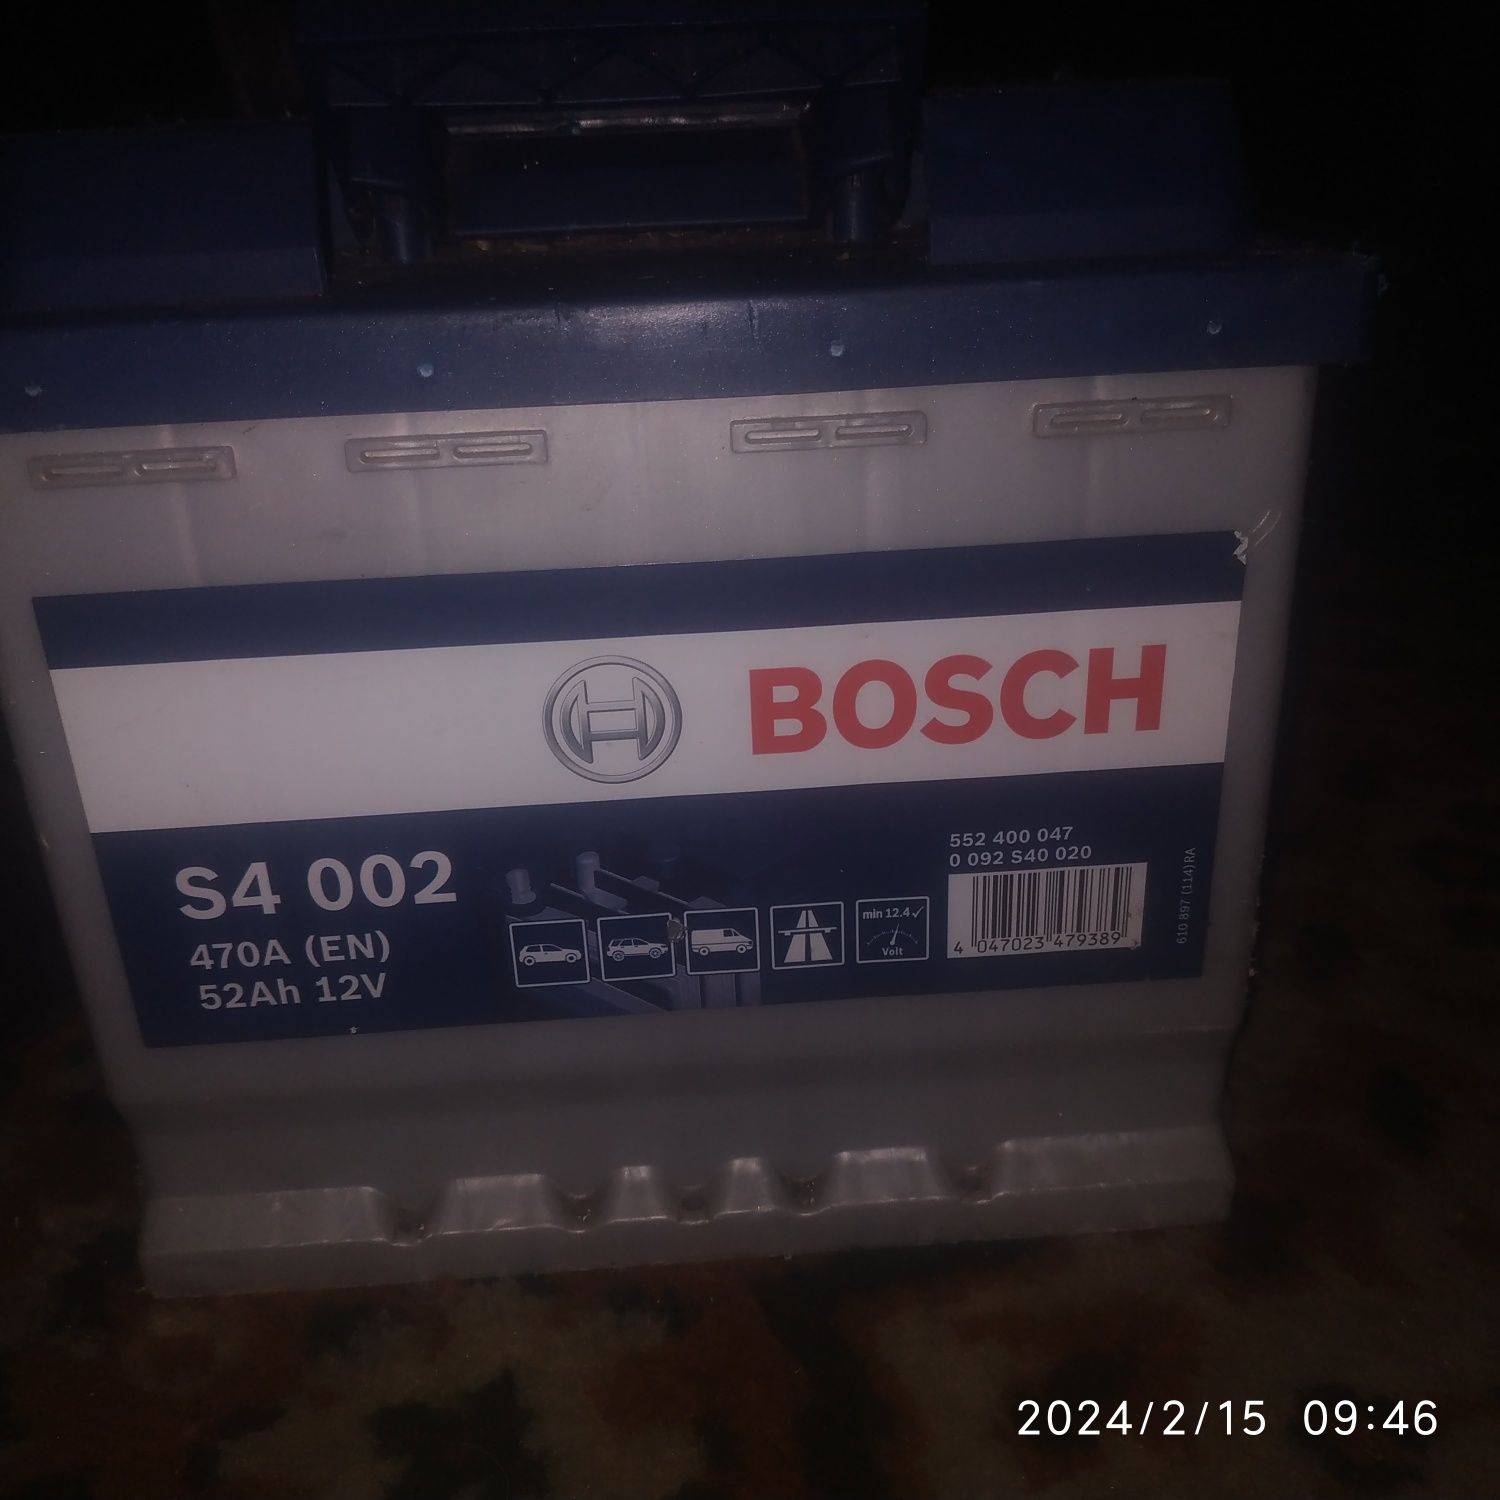 BOSCH
S4 002
470A (EN)
52Ah 12V
min 12.4✓
Volt
552 400 047
0 092 S40 020
4 047023 479389
610 897 (114)RA
2024/2/15 09:46